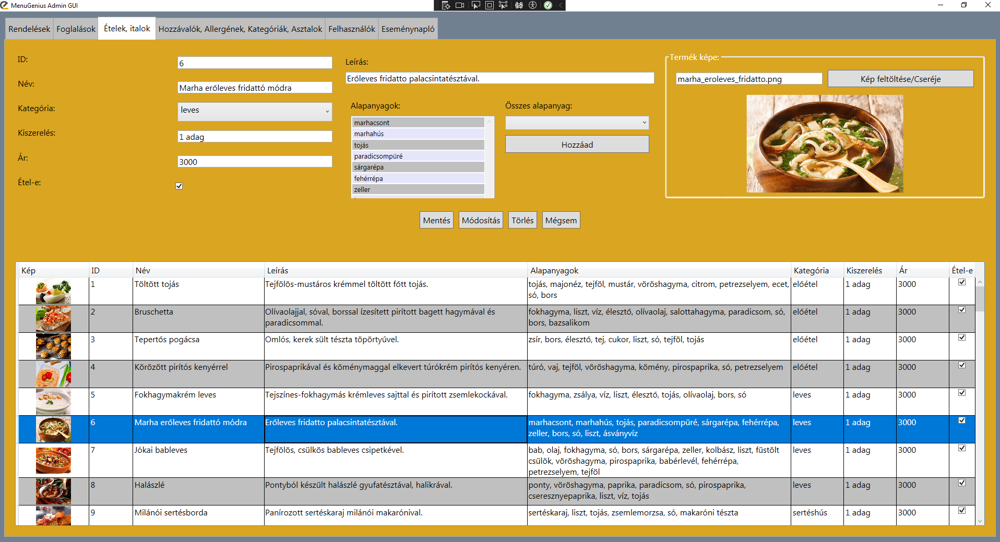 MenuGenius Admin GUI
Rendelések Foglalások Ételek, italok Hozzávalók, Allergének, Kategóriák, Asztalok Felhasználók Eseménynapló
ID:
6
Név:
Marha erőleves fridattó módra
Kategória:
leves
Kiszerelés:
1 adag
Ár:
3000
Étel-e:
Leírás:
Erőleves fridatto palacsintatésztával.
Alapanyagok:
marhacsont
marhahús
tojás
paradicsompüré
sárgarépa
fehérrépa
zeller
Összes alapanyag:
Hozzáad
Termék képe:
marha_eroleves_fridatto.png
Kép feltöltése/Cseréje
Mentés Módosítás Törlés Mégsem
Kép ID Név Leírás Alapanyagok Kategória Kiszerelés Ár Étel-e
1 Töltött tojás Tejfölös-mustáros krémmel töltött főtt tojás. tojás, majonéz, tejföl, mustár, vöröshagyma, citrom, petrezselyem, ecet, előétel 1 adag 3000
só, bors
2 Bruschetta Olívaolajjal, sóval, borssal ízesített pirított bagett hagymával és fokhagyma, liszt, víz, élesztő, olívaolaj, salottahagyma, paradicsom, só, előétel 1 adag 3000
paradicsommal. bors, bazsalikom
3 Tepertős pogácsa Omlós, kerek sült tészta töpörtyűvel. zsír, bors, élesztő, tej, cukor, liszt, só, tejföl, tojás előétel 1 adag 3000
4 Körözött pirítós kenyérrel Pirospaprikával és köménymaggal elkevert túrókrém pirítós kenyéren. túró, vaj, tejföl, vöröshagyma, kömény, pirospaprika, só, petrezselyem előétel 1 adag 3000
5 Fokhagymakrém leves Tejszínes-fokhagymás krémleves sajttal és pirított zsemlekockával. fokhagyma, zsálya, víz, liszt, élesztő, tojás, olívaolaj, bors, só leves 1 adag 3000
6 Marha erőleves fridattó módra Erőleves fridatto palacsintatésztával. marhacsont, marhahús, tojás, paradicsompüré, sárgarépa, fehérrépa, leves 1 adag 3000
zeller, bors, só, liszt, ásványvíz
7 Jókai bableves Tejfölös, csülkös bableves csipetkével. bab, olaj, fokhagyma, só, bors, sárgarépa, zeller, kolbász, liszt, füstölt leves 1 adag 3000
csülök, vöröshagyma, pirospaprika, babérlevél, fehérrépa,
petrezselyem, tejföl
8 Halászlé Pontyból készült halászlé gyufatésztával, halikrával. ponty, vöröshagyma, paprika, paradicsom, só, pirospaprika, leves 1 adag 3000
cseresznyepaprika, liszt, víz, tojás
9 Milánói sertésborda Panírozott sertéskaraj milánói makarónival. sertéskaraj, liszt, tojás, zsemlemorzsa, só, makaróni tészta sertéshús 1 adag 3000